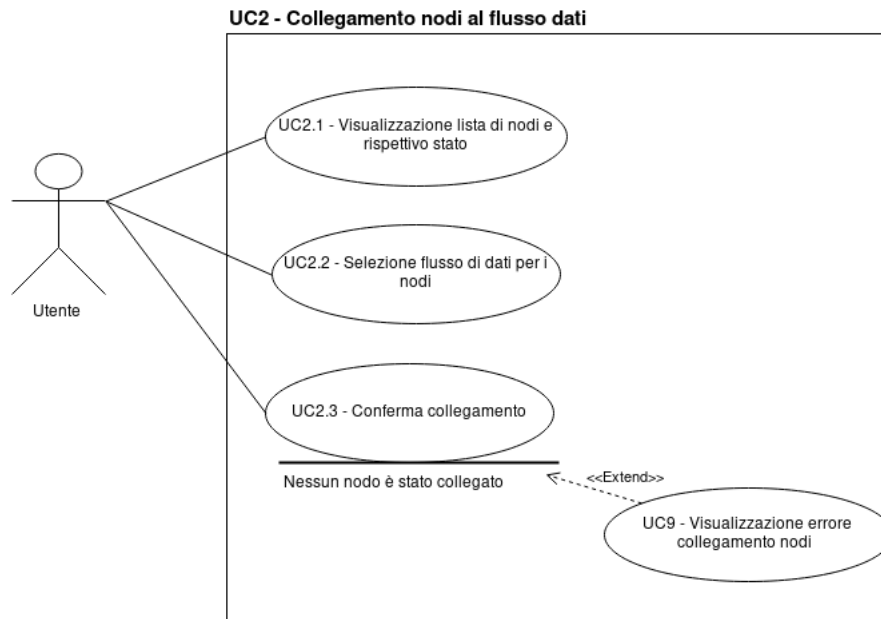 UC2 - Collegamento nodi al flusso dati
UC2.1 - Visualizzazione lista di nodi e
rispettivo stato
UC2.2 - Selezione flusso di dati per i
nodi
Utente
UC2.3 - Conferma collegamento
Nessun nodo è stato collegato
<<Extend>>
UC9 - Visualizzazione errore
collegamento nodi